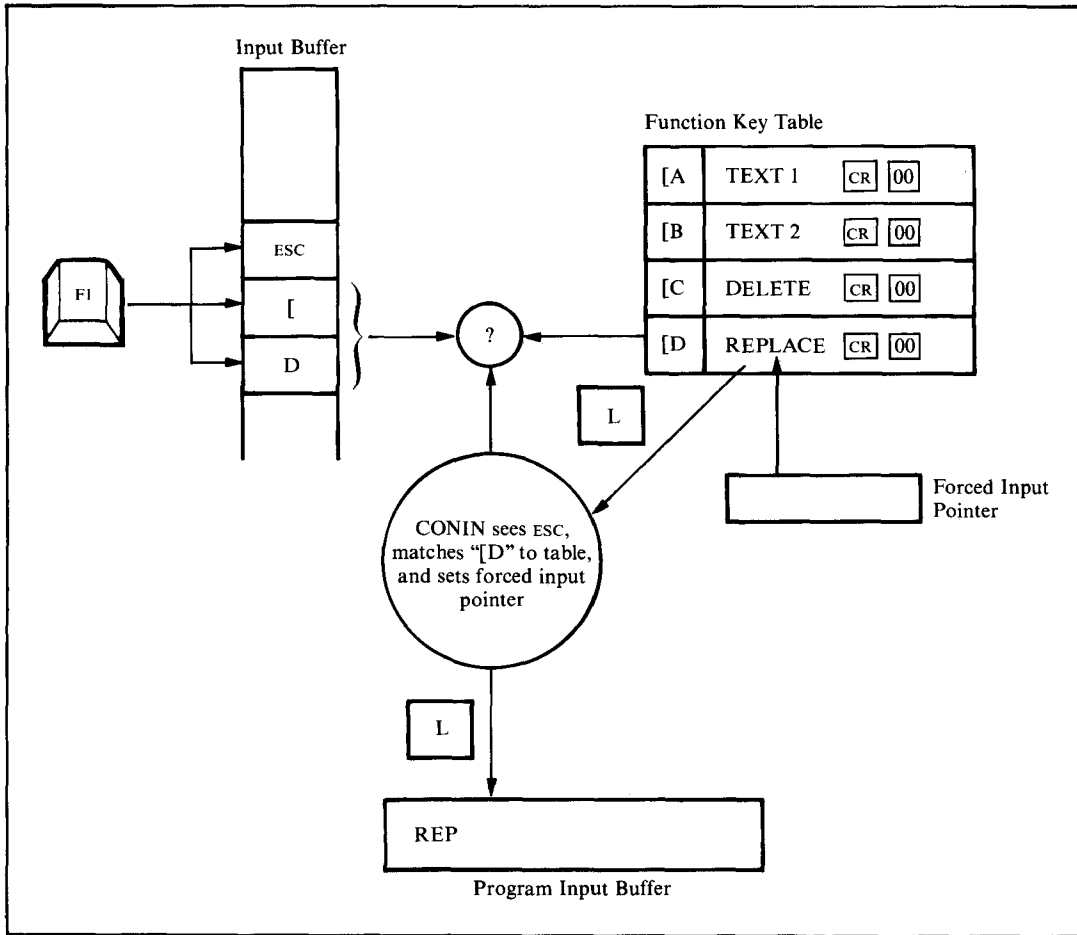 Input Buffer
Function Key Table
[A TEXT 1 CR 00
[B TEXT 2 CR 00
[C DELETE CR 00
[D REPLACE CR 00
F1
ESC
[
D
?
L
Forced Input
Pointer
CONIN sees ESC,
matches “[D” to table,
and sets forced input
pointer
L
REP
Program Input Buffer